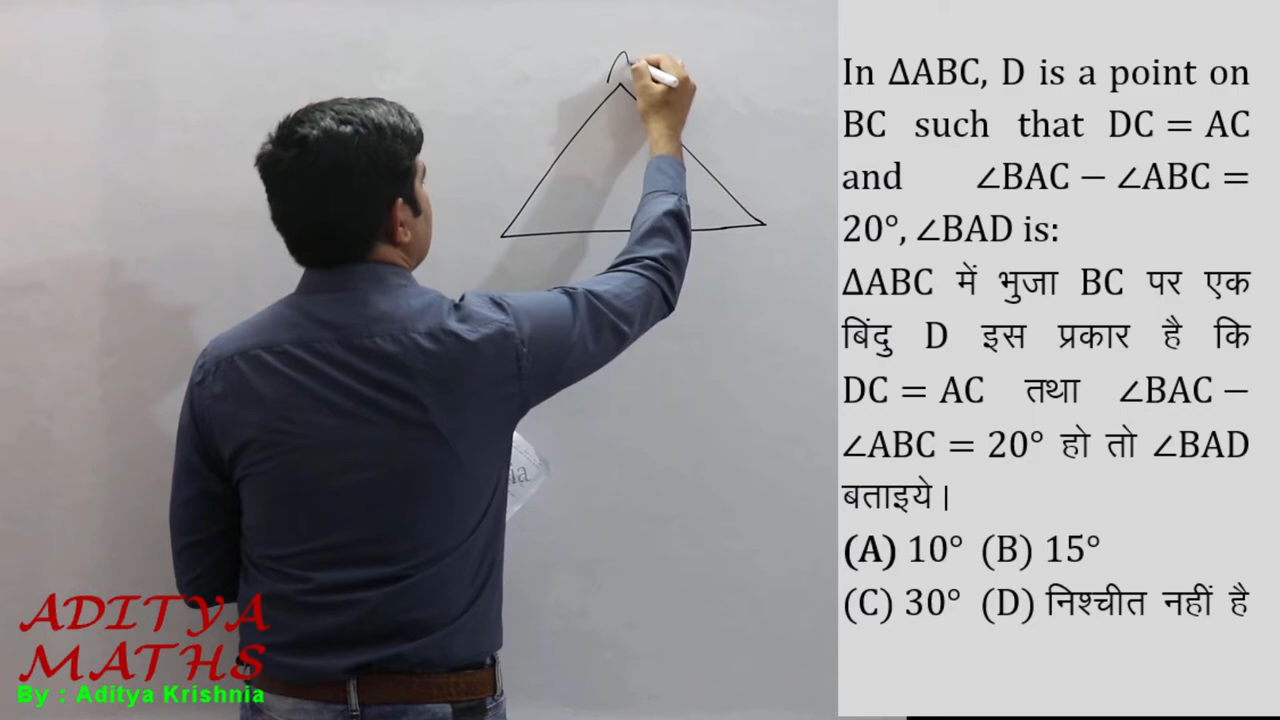 In ΔABC, D is a point on
BC such that DC = AC
and ∠BAC − ∠ABC =
20°, ∠BAD is:
ΔABC में भुजा BC पर एक
बिंदु D इस प्रकार है कि
DC = AC तथा ∠BAC −
∠ABC = 20° हो तो ∠BAD
बताइये।
(A) 10° (B) 15°
(C) 30° (D) निश्चीत नहीं है
ADITYA
MATHS
By : Aditya Krishnia